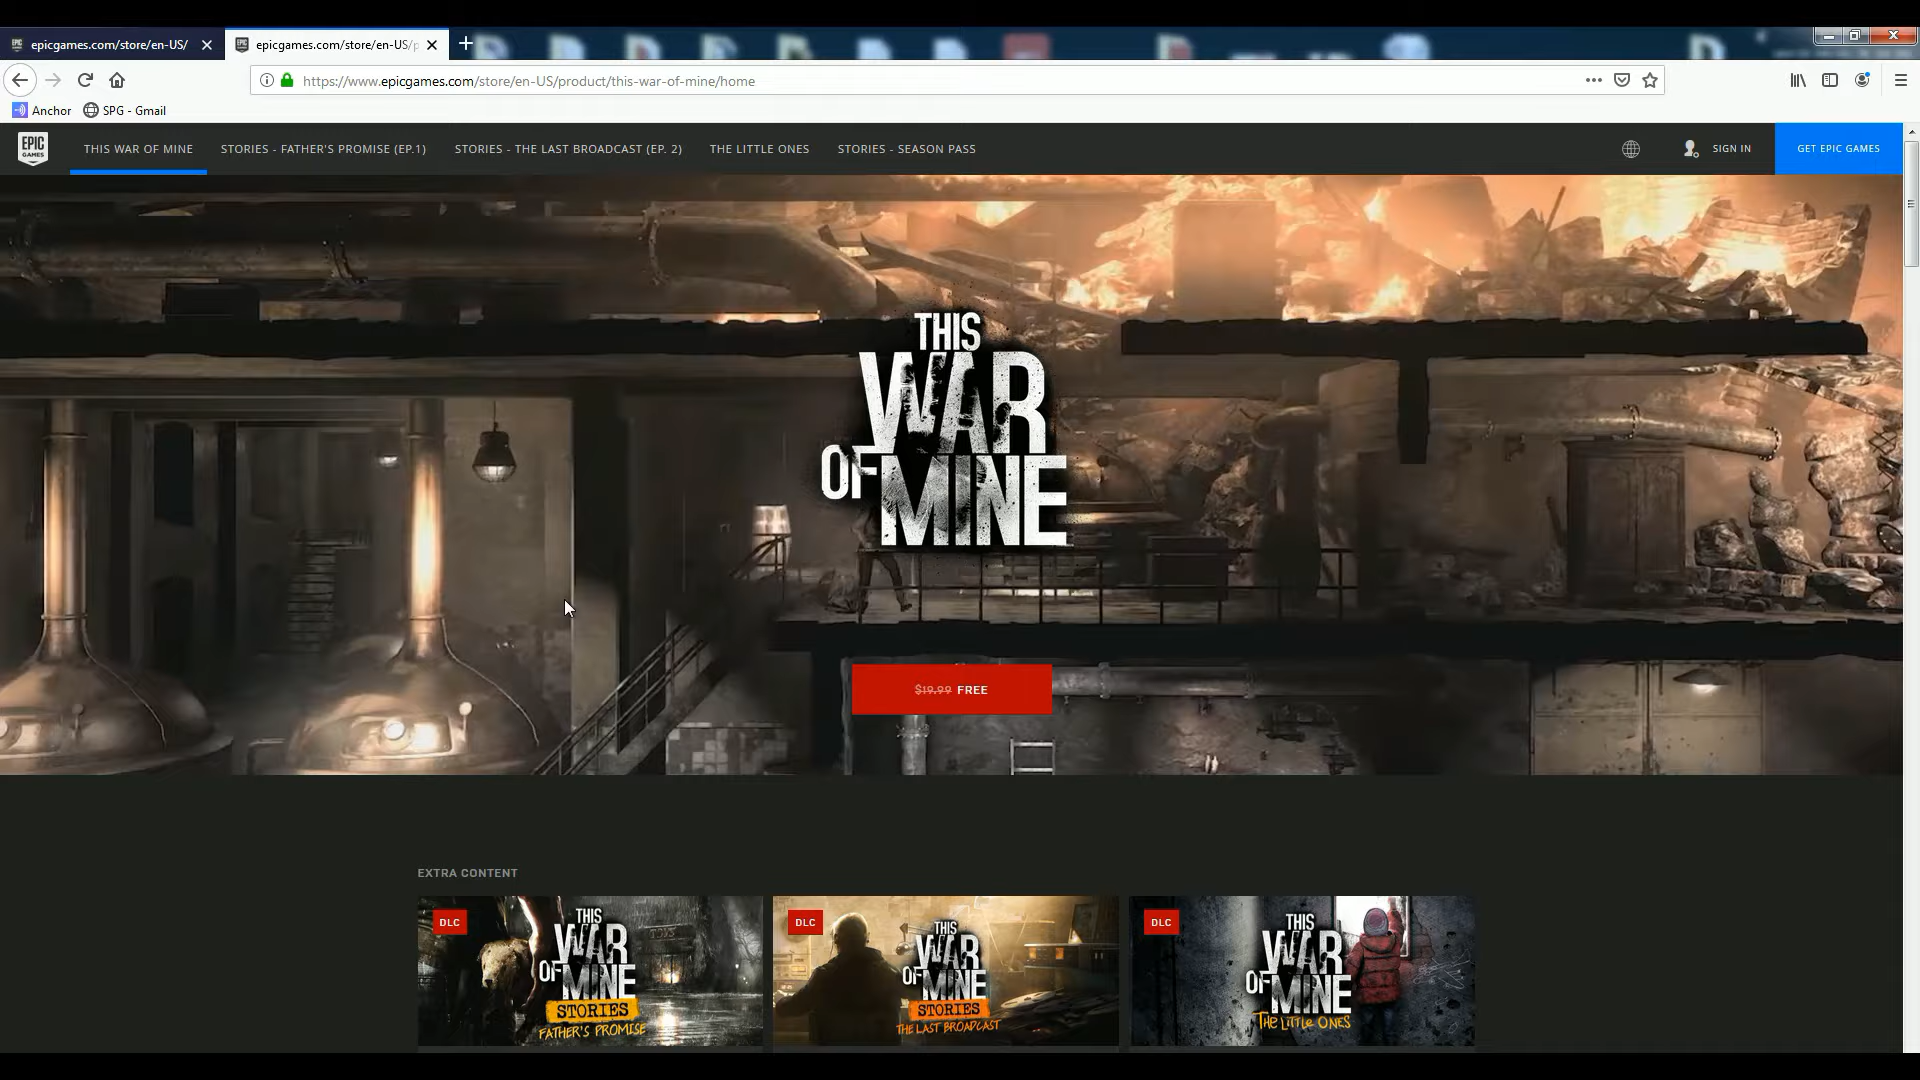 epicgames.com/store/en-US/
epicgames.com/store/en-US/p
https://www.epicgames.com/store/en-US/product/this-war-of-mine/home
Anchor
SPG - Gmail
EPIC
GAMES
THIS WAR OF MINE
STORIES - FATHER'S PROMISE (EP.1)
STORIES - THE LAST BROADCAST (EP. 2)
THE LITTLE ONES
STORIES - SEASON PASS
SIGN IN
GET EPIC GAMES
THIS
WAR
OF MINE
$19.99 FREE
EXTRA CONTENT
DLC
THIS
WAR
OF MINE
STORIES
FATHER'S PROMISE
DLC
THIS
WAR
OF MINE
STORIES
THE LAST BROADCAST
DLC
THIS
WAR
OF MINE
THE LITTLE ONES